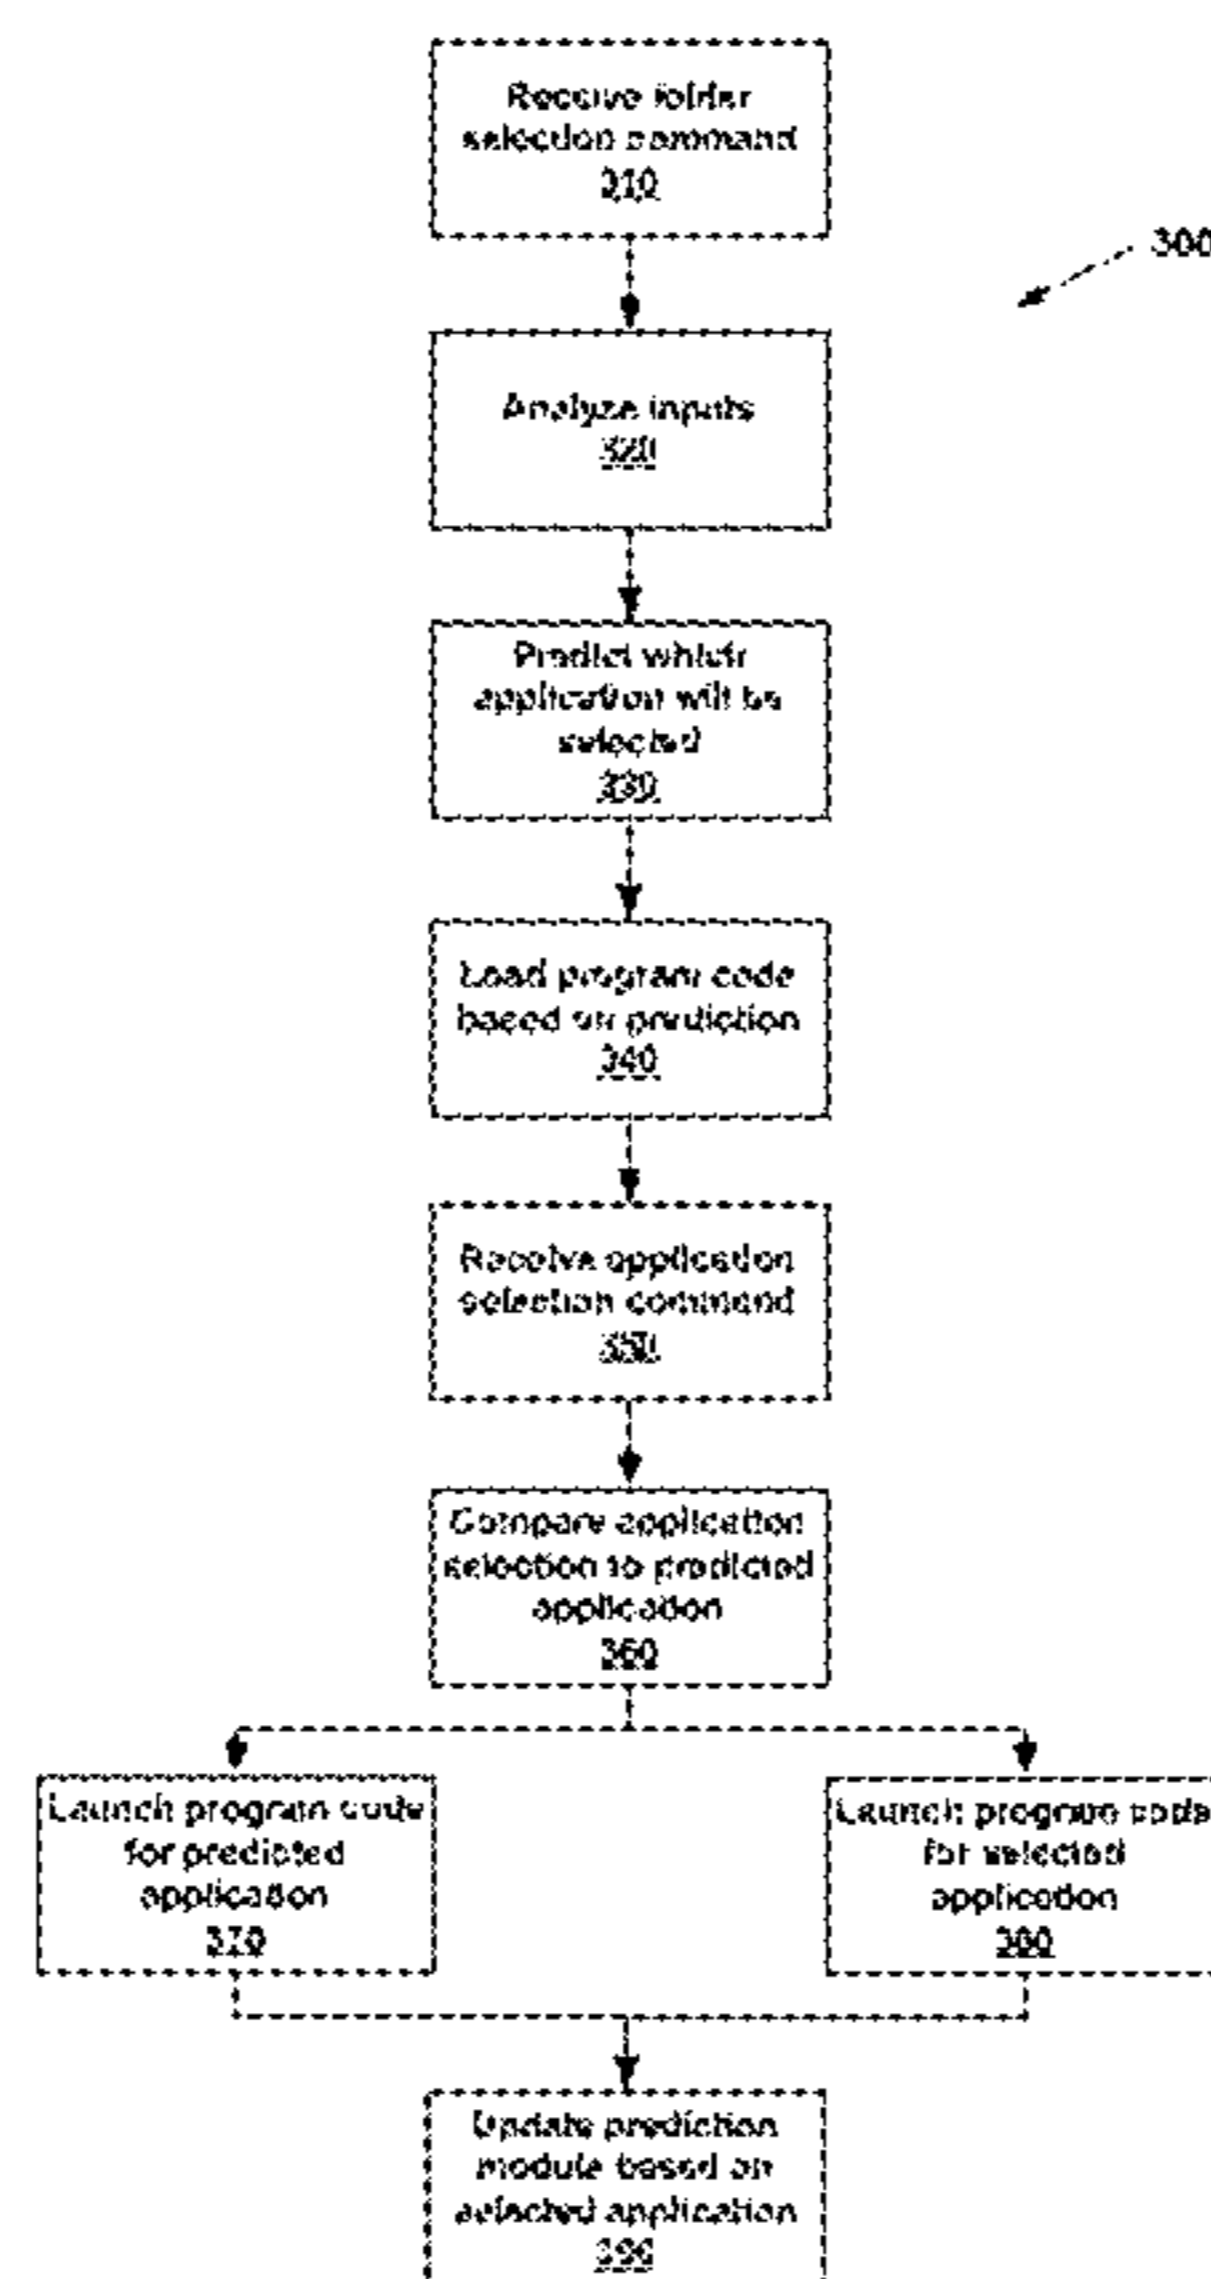 Receive folder
selection command
310
300
Analyze inputs
320
Predict which
application will be
selected
330
Load program code
based on prediction
340
Receive application
selection command
350
Compare application
selection to predicted
application
360
Launch program code
for predicted
application
370
Launch program code
for selected
application
380
Update prediction
module based on
selected application
390